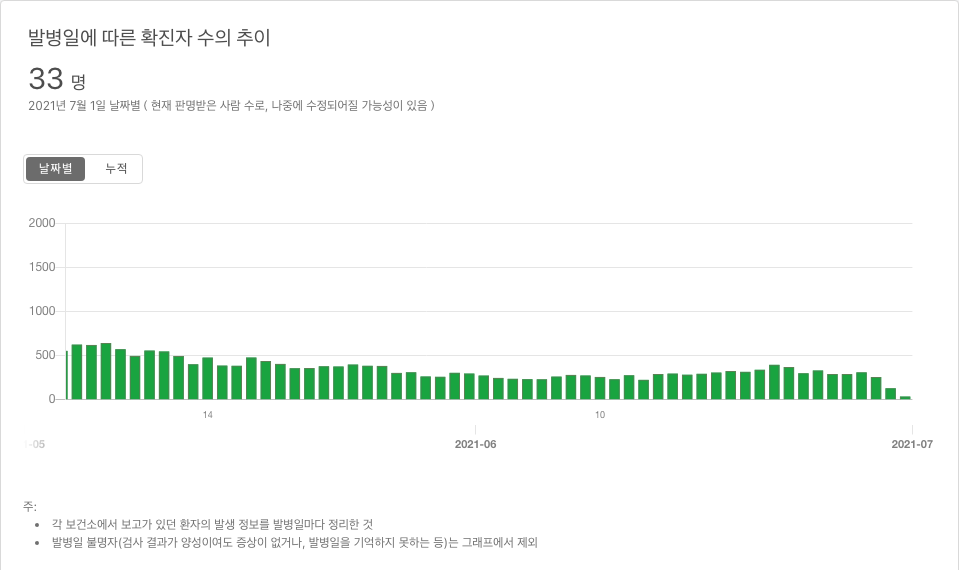 발병일에 따른 확진자 수의 추이
33 명
2021년 7월 1일 날짜별 ( 현재 판명받은 사람 수로, 나중에 수정되어질 가능성이 있음 )
날짜별 누적
2000
1500
1000
500
0
14 10
-05 2021-06 2021-07
주:
• 각 보건소에서 보고가 있던 환자의 발생 정보를 발병일마다 정리한 것
• 발병일 불명자(검사 결과가 양성이여도 증상이 없거나, 발병일을 기억하지 못하는 등)는 그래프에서 제외